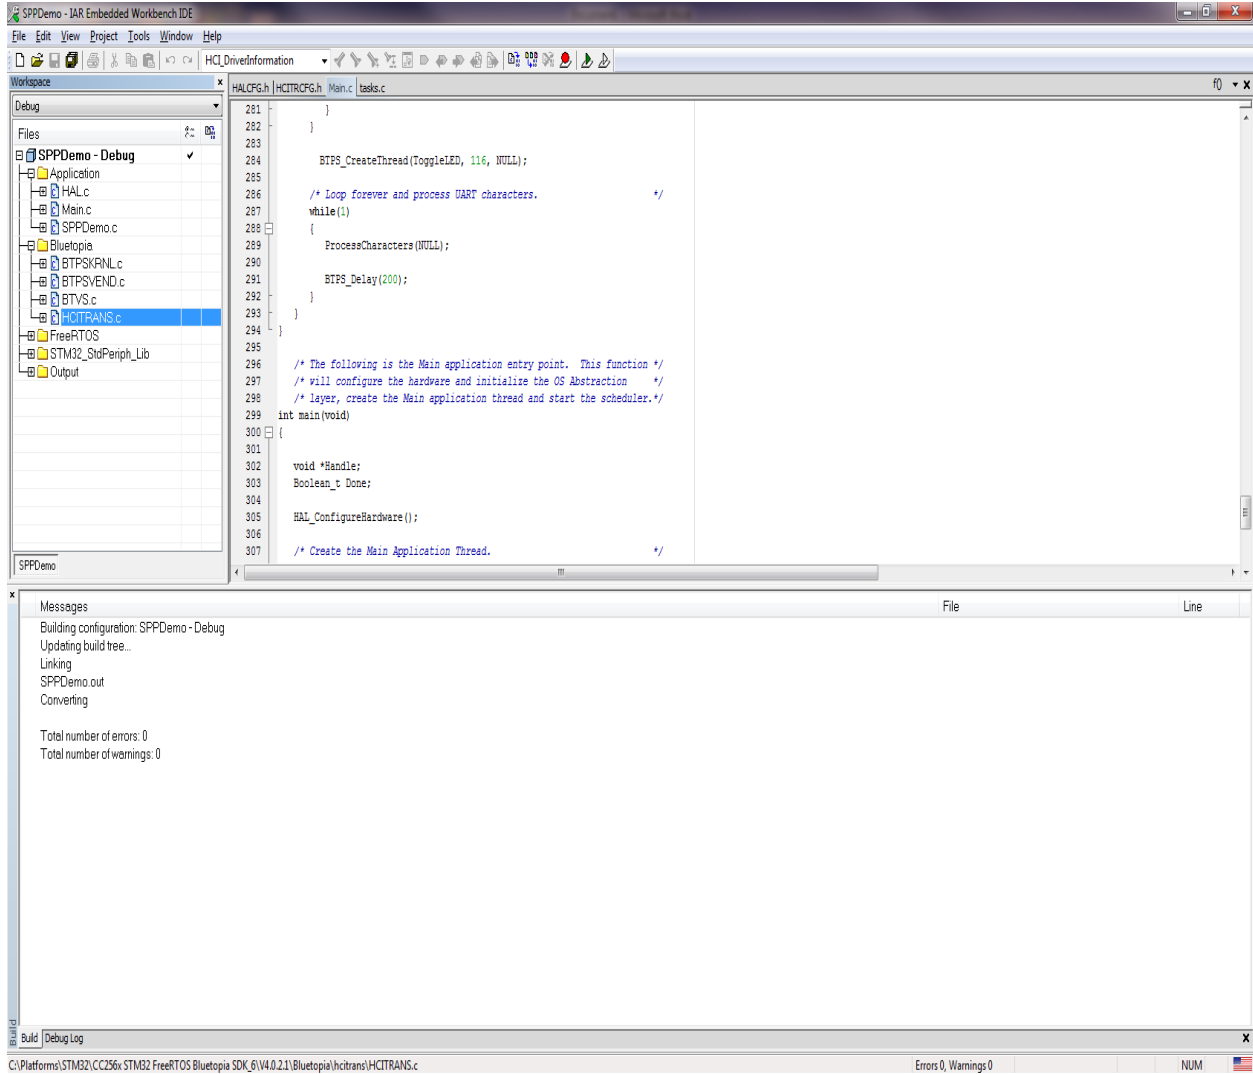 SPPDemo - IAR Embedded Workbench IDE
File Edit View Project Tools Window Help
HCI_DriverInformation
Workspace
HALCFG.h HCITRCFG.h Main.c tasks.c
f()
Debug
Files
SPPDemo - Debug
Application
HAL.c
Main.c
SPPDemo.c
Bluetopia
BTPSKRNL.c
BTPSVEND.c
BTVS.c
HCITRANS.c
FreeRTOS
STM32_StdPeriph_Lib
Output
SPPDemo
281 }
282 }
283
284 BTPS_CreateThread(ToggleLED, 116, NULL);
285
286 /* Loop forever and process UART characters. */
287 while(1)
288 {
289 ProcessCharacters(NULL);
290
291 BTPS_Delay(200);
292 }
293 }
294 }
295
296 /* The following is the Main application entry point. This function */
297 /* will configure the hardware and initialize the OS Abstraction */
298 /* layer, create the Main application thread and start the scheduler.*/
299 int main(void)
300 {
301
302 void *Handle;
303 Boolean_t Done;
304
305 HAL_ConfigureHardware();
306
307 /* Create the Main Application Thread. */
Messages File Line
Building configuration: SPPDemo - Debug
Updating build tree...
Linking
SPPDemo.out
Converting
Total number of errors: 0
Total number of warnings: 0
Build
Build Debug Log
C:\Platforms\STM32\CC256x STM32 FreeRTOS Bluetopia SDK_6\V4.0.2.1\Bluetopia\hcitrans\HCITRANS.c Errors 0, Warnings 0 NUM